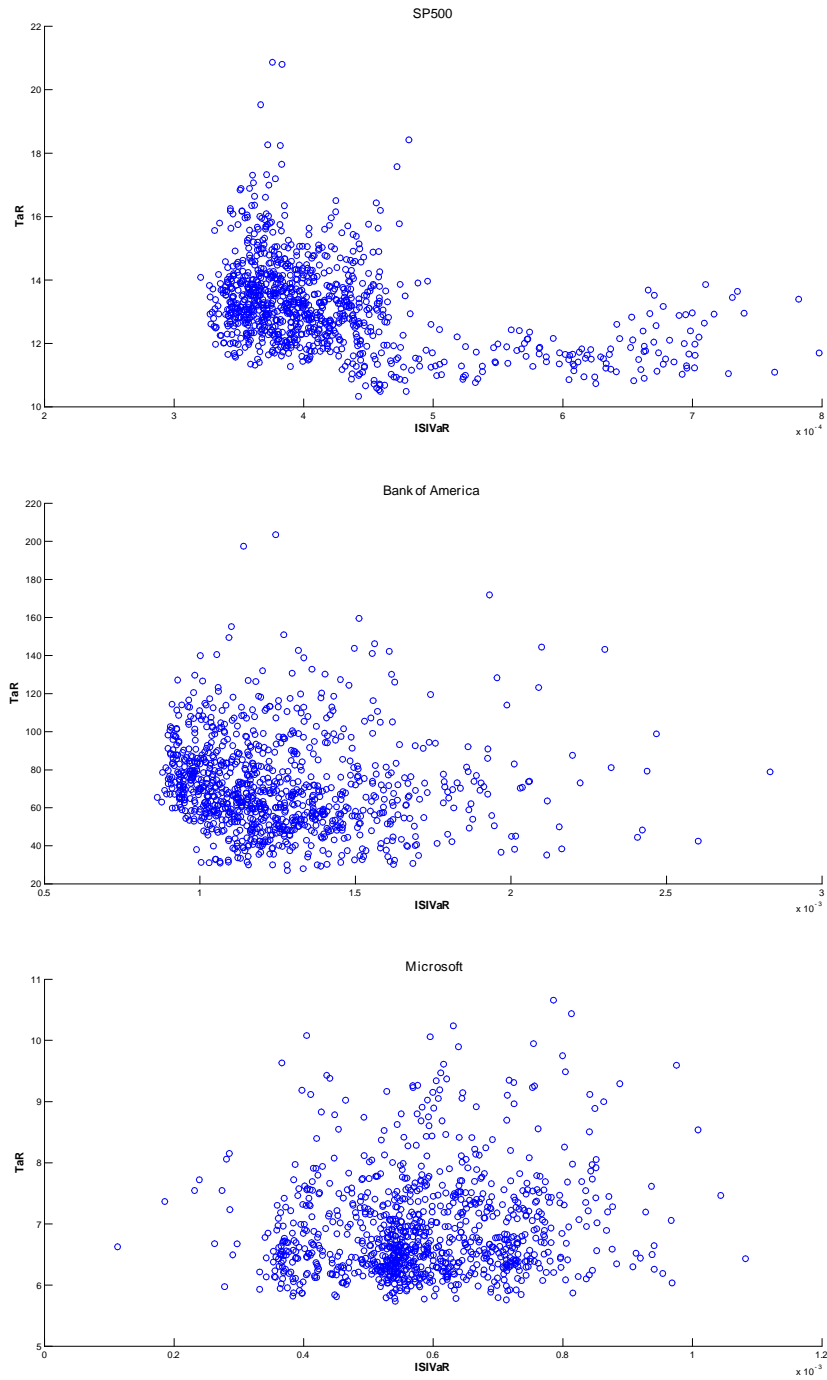 SP500
22
20
18
16
14
12
10
TaR
2 3 4 5 6 7 8
ISIVaR
x 10⁻⁴
Bank of America
220
200
180
160
140
120
100
80
60
40
20
TaR
0.5 1 1.5 2 2.5 3
ISIVaR
x 10⁻³
Microsoft
11
10
9
8
7
6
5
TaR
0 0.2 0.4 0.6 0.8 1 1.2
ISIVaR
x 10⁻³